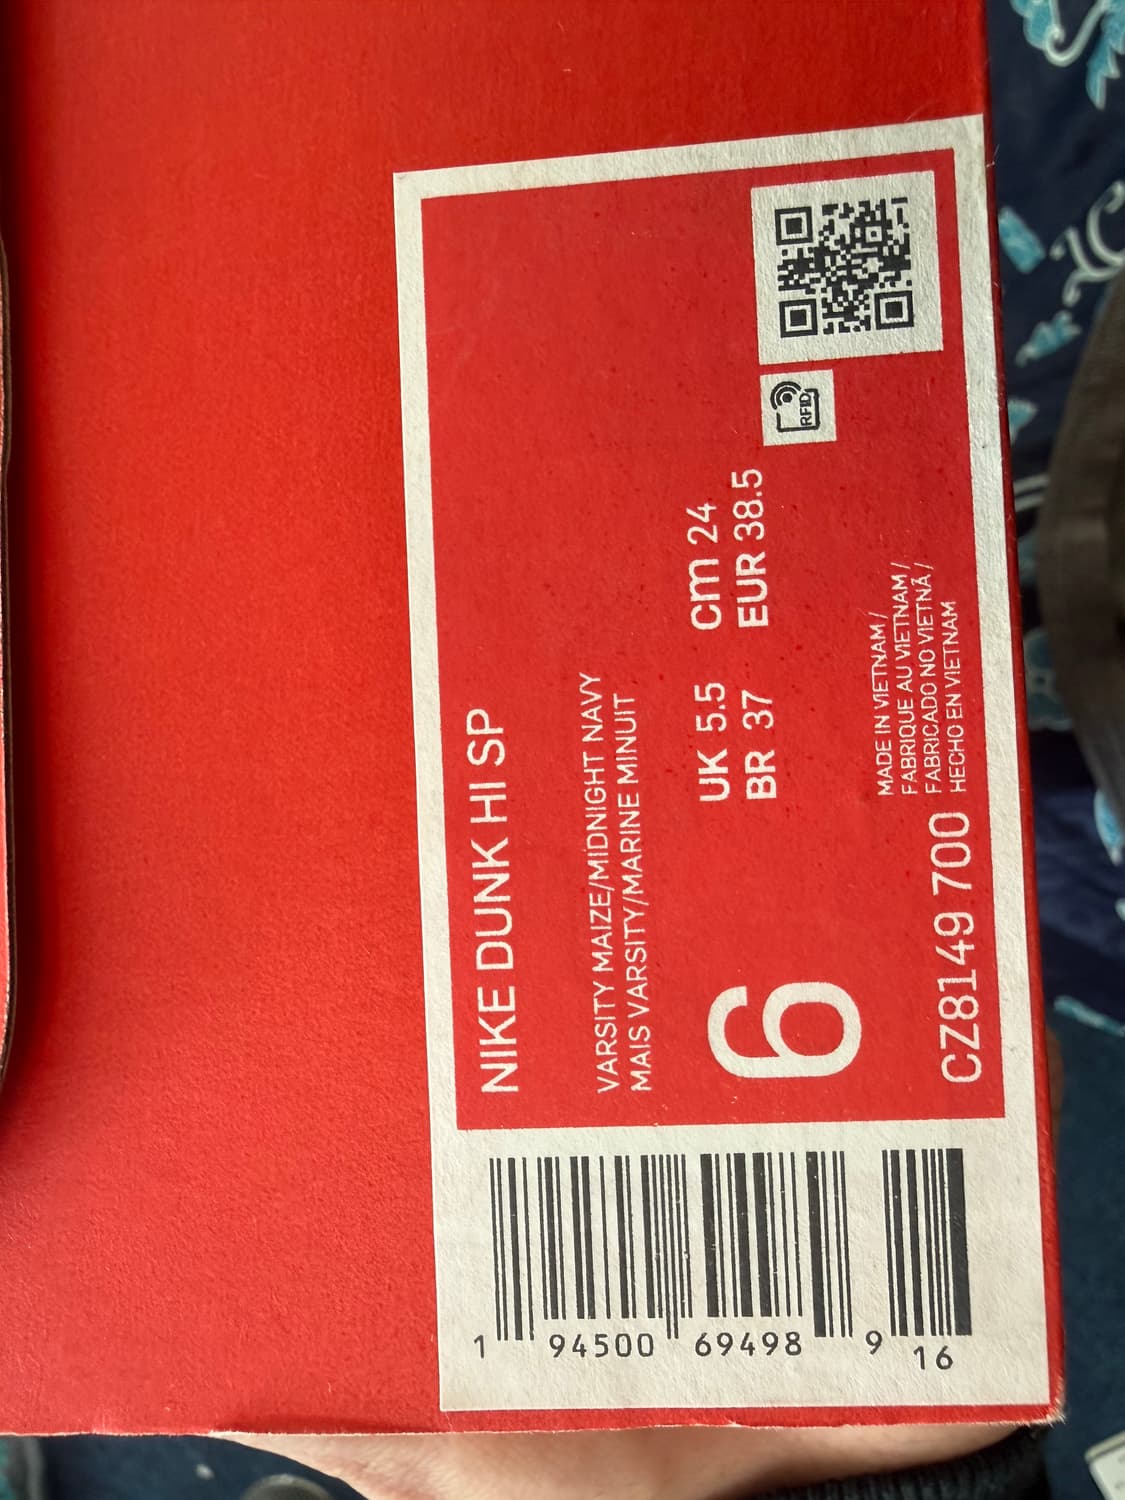 NIKE DUNK HI SP
VARSITY MAIZE/MIDNIGHT NAVY
MAIS VARSITY/MARINE MINUIT
6
UK 5.5 cm 24
BR 37 EUR 38.5
RFID
CZ8149 700
MADE IN VIETNAM /
FABRIQUE AU VIETNAM /
FABRICADO NO VIETNÃ /
HECHO EN VIETNAM
1 94500 69498 9 16